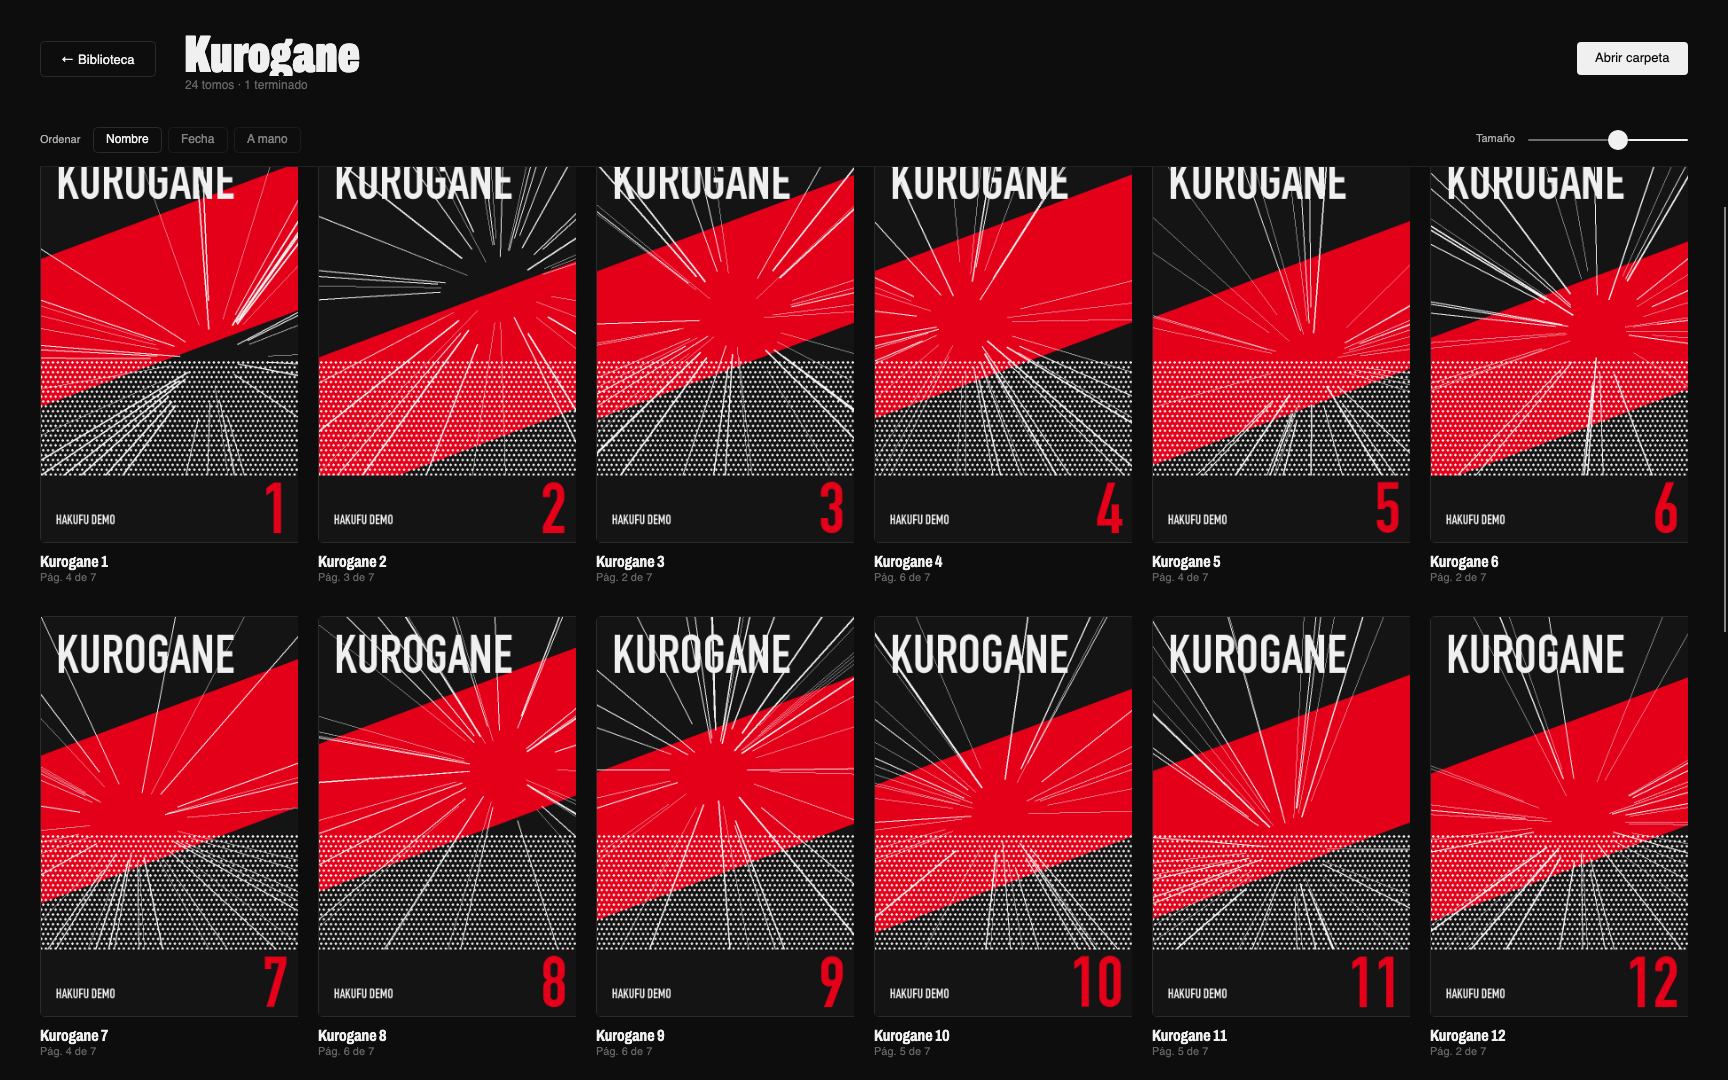 ← Biblioteca
Kurogane
24 tomos · 1 terminado
Abrir carpeta
Ordenar
Nombre
Fecha
A mano
Tamaño
KUROGANE
KUROGANE
KUROGANE
KUROGANE
KUROGANE
KUROGANE
HAKUFU DEMO
1
HAKUFU DEMO
2
HAKUFU DEMO
3
HAKUFU DEMO
4
HAKUFU DEMO
5
HAKUFU DEMO
6
Kurogane 1
Pág. 4 de 7
Kurogane 2
Pág. 3 de 7
Kurogane 3
Pág. 2 de 7
Kurogane 4
Pág. 6 de 7
Kurogane 5
Pág. 4 de 7
Kurogane 6
Pág. 2 de 7
KUROGANE
KUROGANE
KUROGANE
KUROGANE
KUROGANE
KUROGANE
HAKUFU DEMO
7
HAKUFU DEMO
8
HAKUFU DEMO
9
HAKUFU DEMO
10
HAKUFU DEMO
11
HAKUFU DEMO
12
Kurogane 7
Pág. 4 de 7
Kurogane 8
Pág. 6 de 7
Kurogane 9
Pág. 6 de 7
Kurogane 10
Pág. 5 de 7
Kurogane 11
Pág. 5 de 7
Kurogane 12
Pág. 2 de 7